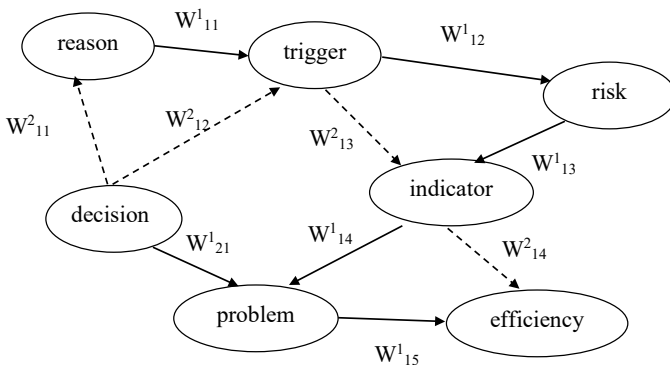 W¹₁₁
reason
trigger
W¹₁₂
risk
W²₁₁
W²₁₂
W²₁₃
W¹₁₃
indicator
decision
W¹₂₁
W¹₁₄
W²₁₄
problem
efficiency
W¹₁₅